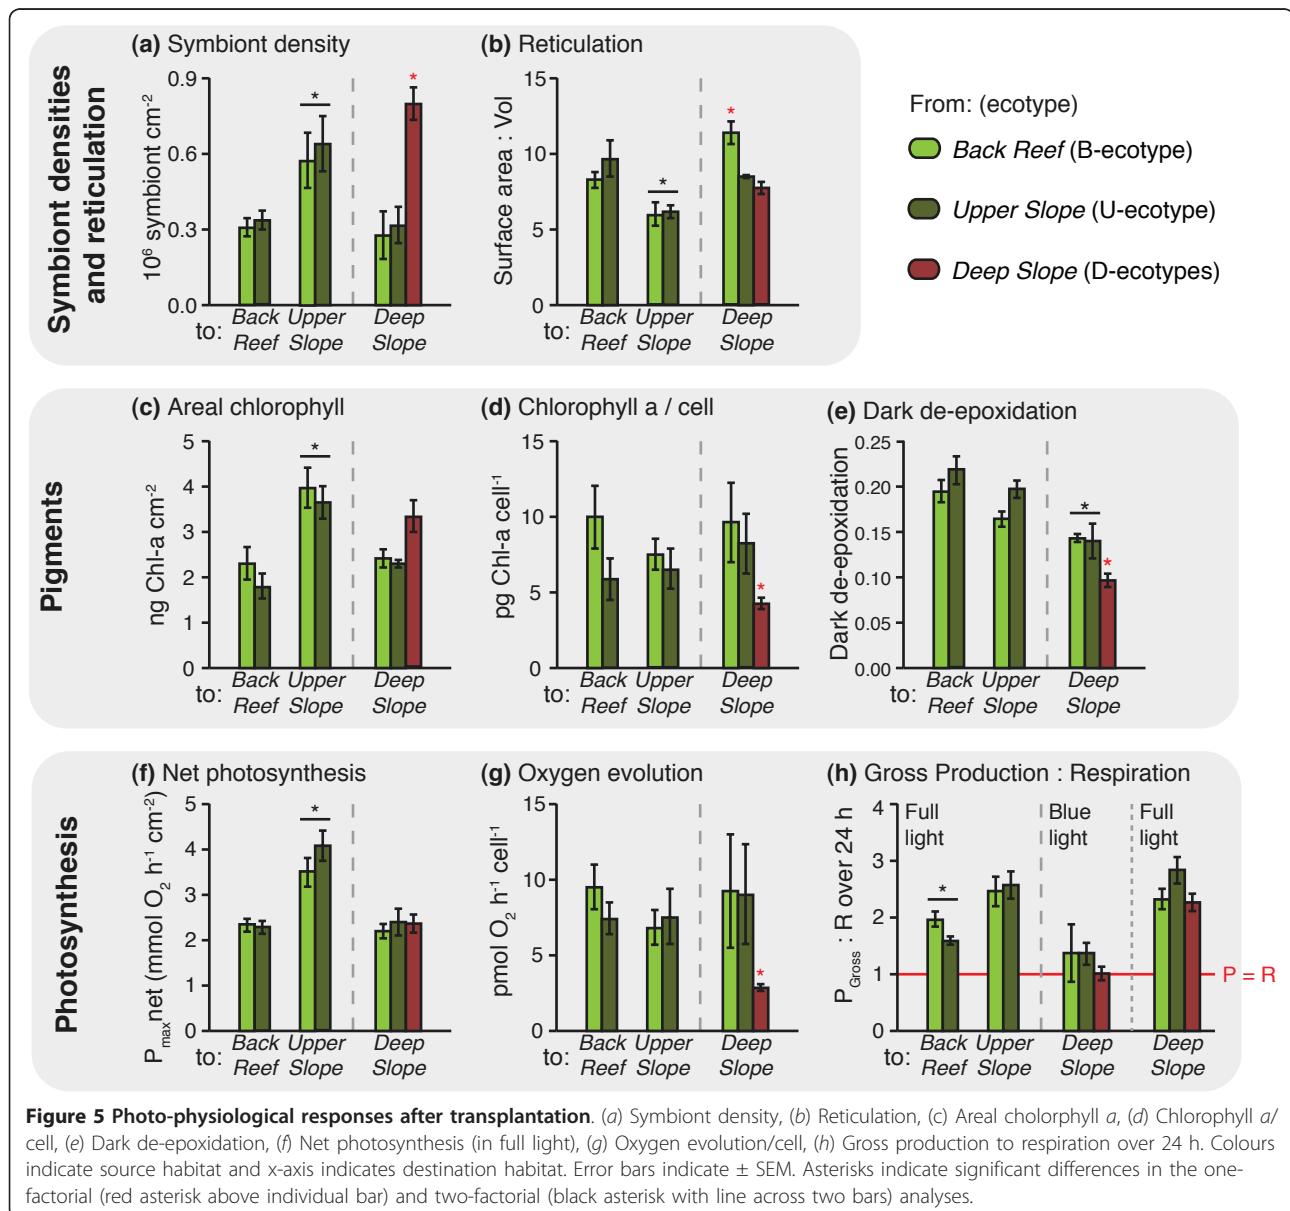 (a) Symbiont density
(b) Reticulation
Symbiont densities
and reticulation
10⁶ symbiont cm⁻²
0.9
0.6
0.3
0.0
*
*
to:
Back
Reef
Upper
Slope
Deep
Slope
Surface area : Vol
15
10
5
0
*
*
to:
Back
Reef
Upper
Slope
Deep
Slope
From: (ecotype)
Back Reef (B-ecotype)
Upper Slope (U-ecotype)
Deep Slope (D-ecotypes)
Pigments
(c) Areal chlorophyll
ng Chl-a cm⁻²
5
4
3
2
1
0
*
to:
Back
Reef
Upper
Slope
Deep
Slope
(d) Chlorophyll a / cell
pg Chl-a cell⁻¹
15
10
5
0
*
to:
Back
Reef
Upper
Slope
Deep
Slope
(e) Dark de-epoxidation
Dark de-epoxidation
0.25
0.20
0.15
0.10
0.05
0.00
*
*
to:
Back
Reef
Upper
Slope
Deep
Slope
Photosynthesis
(f) Net photosynthesis
Pmaxnet (mmol O₂ h⁻¹ cm⁻²)
5
4
3
2
1
0
*
to:
Back
Reef
Upper
Slope
Deep
Slope
(g) Oxygen evolution
pmol O₂ h⁻¹ cell⁻¹
15
10
5
0
*
to:
Back
Reef
Upper
Slope
Deep
Slope
(h) Gross Production : Respiration
PGross : R over 24 h
4
3
2
1
0
Full
light
Blue
light
Full
light
*
P = R
to:
Back
Reef
Upper
Slope
Deep
Slope
Deep
Slope
Figure 5 Photo-physiological responses after transplantation. (a) Symbiont density, (b) Reticulation, (c) Areal cholorphyll a, (d) Chlorophyll a/
cell, (e) Dark de-epoxidation, (f) Net photosynthesis (in full light), (g) Oxygen evolution/cell, (h) Gross production to respiration over 24 h. Colours
indicate source habitat and x-axis indicates destination habitat. Error bars indicate ± SEM. Asterisks indicate significant differences in the one-
factorial (red asterisk above individual bar) and two-factorial (black asterisk with line across two bars) analyses.